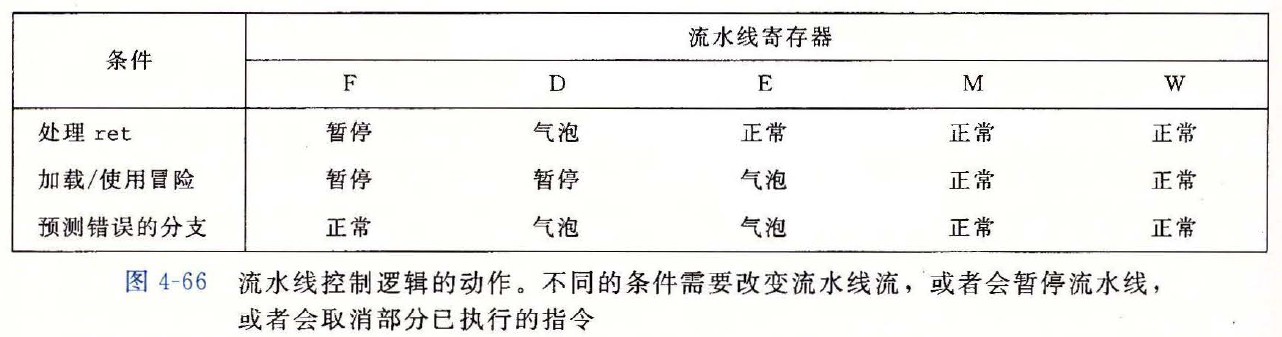 条件 流水线寄存器
F D E M W
处理 ret 暂停 气泡 正常 正常 正常
加载/使用冒险 暂停 暂停 气泡 正常 正常
预测错误的分支 正常 气泡 气泡 正常 正常
图 4-66 流水线控制逻辑的动作。不同的条件需要改变流水线流，或者会暂停流水线，
或者会取消部分已执行的指令